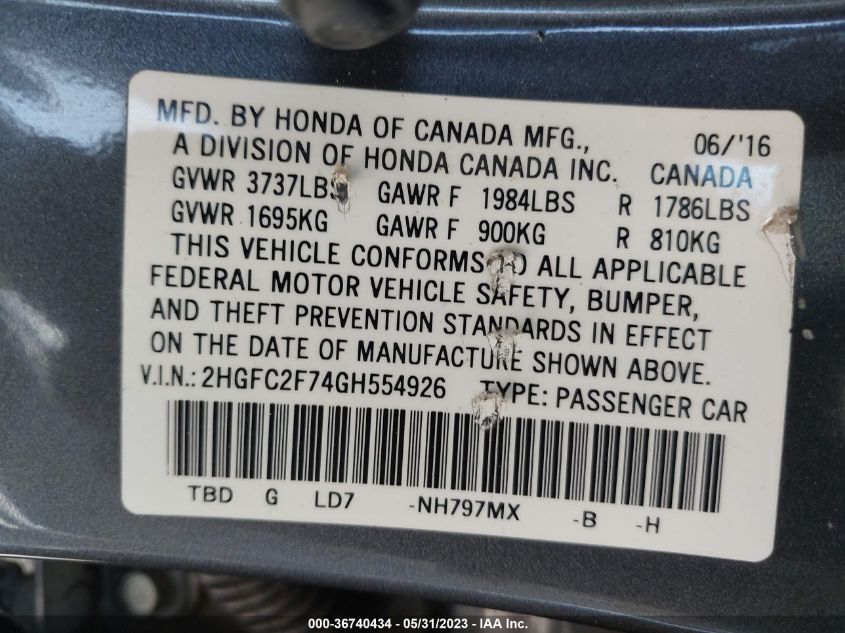 MFD. BY HONDA OF CANADA MFG., 06/'16
A DIVISION OF HONDA CANADA INC. CANADA
GVWR 3737LBS GAWR F 1984LBS R 1786LBS
GVWR 1695KG GAWR F 900KG R 810KG
THIS VEHICLE CONFORMS TO ALL APPLICABLE
FEDERAL MOTOR VEHICLE SAFETY, BUMPER,
AND THEFT PREVENTION STANDARDS IN EFFECT
ON THE DATE OF MANUFACTURE SHOWN ABOVE.
V.I.N.: 2HGFC2F74GH554926 TYPE: PASSENGER CAR
TBD G LD7 -NH797MX -B -H
000-36740434 - 05/31/2023 - IAA Inc.